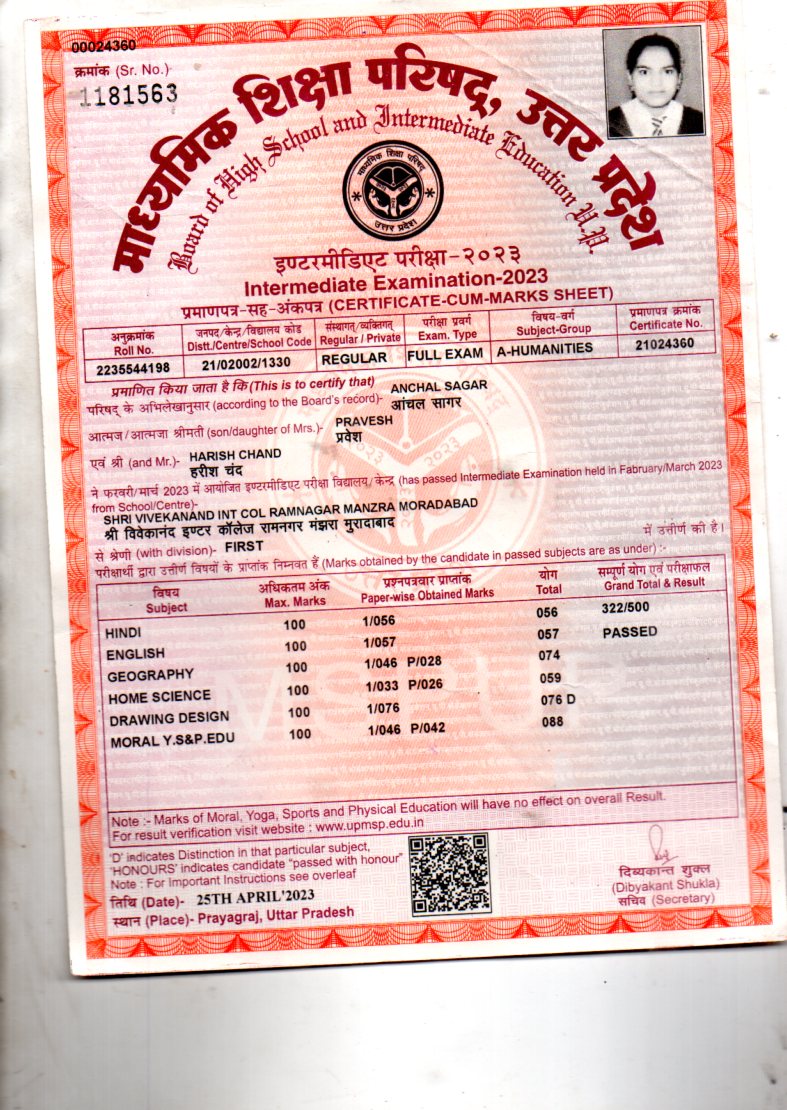 00024360
क्रमांक (Sr. No.)
1181563
माध्यमिक शिक्षा परिषद्, उत्तर प्रदेश
Board of High School and Intermediate Education U.P.
माध्यमिक शिक्षा परिषद्
उत्तर प्रदेश
इण्टरमीडिएट परीक्षा-२०२३
Intermediate Examination-2023
प्रमाणपत्र-सह-अंकपत्र (CERTIFICATE-CUM-MARKS SHEET)
अनुक्रमांक जनपद/केन्द्र/विद्यालय कोड संस्थागत/व्यक्तिगत परीक्षा प्रवर्ग विषय-वर्ग प्रमाणपत्र क्रमांक
Roll No. Distt./Centre/School Code Regular / Private Exam. Type Subject-Group Certificate No.
2235544198 21/02002/1330 REGULAR FULL EXAM A-HUMANITIES 21024360
प्रमाणित किया जाता है कि (This is to certify that) ANCHAL SAGAR
परिषद् के अभिलेखानुसार (according to the Board's record)- आंचल सागर
आत्मज/आत्मजा श्रीमती (son/daughter of Mrs.)- PRAVESH
प्रवेश
एवं श्री (and Mr.)- HARISH CHAND
हरीश चंद
ने फरवरी/मार्च 2023 में आयोजित इण्टरमीडिएट परीक्षा विद्यालय/केन्द्र (has passed Intermediate Examination held in Fabruary/March 2023
from School/Centre)-
SHRI VIVEKANAND INT COL RAMNAGAR MANZRA MORADABAD
श्री विवेकानंद इण्टर कॉलेज रामनगर मंझरा मुरादाबाद
में उत्तीर्ण की है।
से श्रेणी (with division)- FIRST
परीक्षार्थी द्वारा उत्तीर्ण विषयों के प्राप्तांक निम्नवत हैं (Marks obtained by the candidate in passed subjects are as under) :-
विषय अधिकतम अंक प्रश्नपत्रवार प्राप्तांक योग सम्पूर्ण योग एवं परीक्षाफल
Subject Max. Marks Paper-wise Obtained Marks Total Grand Total & Result
HINDI 100 1/056 056 322/500
ENGLISH 100 1/057 057 PASSED
GEOGRAPHY 100 1/046 P/028 074
HOME SCIENCE 100 1/033 P/026 059
DRAWING DESIGN 100 1/076 076 D
MORAL Y.S&P.EDU 100 1/046 P/042 088
Note :- Marks of Moral, Yoga, Sports and Physical Education will have no effect on overall Result.
For result verification visit website : www.upmsp.edu.in
'D' indicates Distinction in that particular subject,
'HONOURS' indicates candidate "passed with honour"
Note : For Important Instructions see overleaf
तिथि (Date)- 25TH APRIL'2023
स्थान (Place)- Prayagraj, Uttar Pradesh
दिव्यकान्त शुक्ल
(Dibyakant Shukla)
सचिव (Secretary)